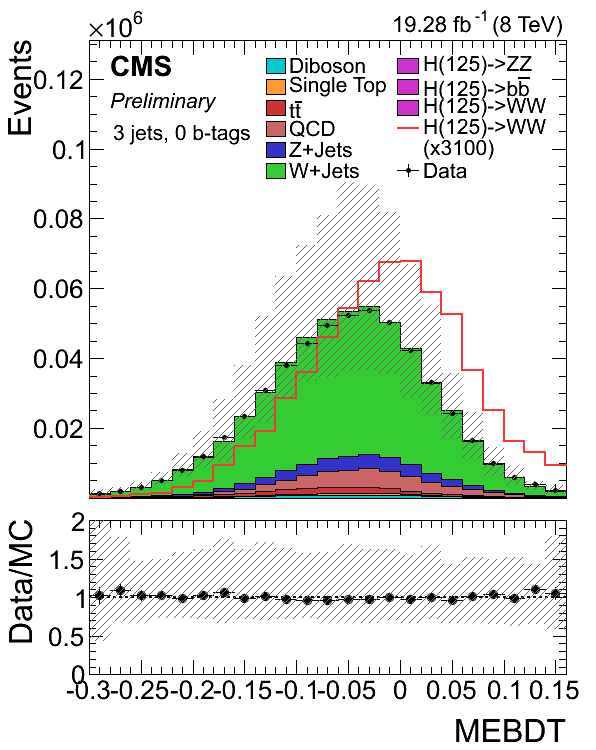 ×10⁶ 19.28 fb⁻¹ (8 TeV)
Events
0.12
0.1
0.08
0.06
0.04
0.02
CMS
Preliminary
3 jets, 0 b-tags
Diboson
Single Top
tt̅
QCD
Z+Jets
W+Jets
H(125)->ZZ
H(125)->bb̅
H(125)->WW
H(125)->WW
(x3100)
Data
Data/MC
2
1.5
1
0.5
0
-0.3 -0.25 -0.2 -0.15 -0.1 -0.05 0 0.05 0.1 0.15
MEBDT